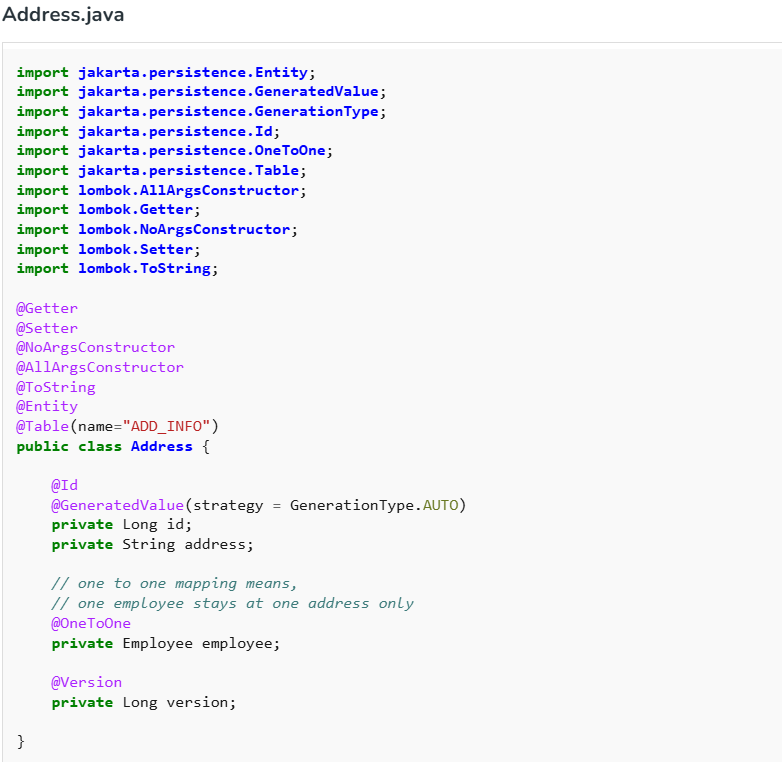 Address.java
import jakarta.persistence.Entity;
import jakarta.persistence.GeneratedValue;
import jakarta.persistence.GenerationType;
import jakarta.persistence.Id;
import jakarta.persistence.OneToOne;
import jakarta.persistence.Table;
import lombok.AllArgsConstructor;
import lombok.Getter;
import lombok.NoArgsConstructor;
import lombok.Setter;
import lombok.ToString;

@Getter
@Setter
@NoArgsConstructor
@AllArgsConstructor
@ToString
@Entity
@Table(name="ADD_INFO")
public class Address {

    @Id
    @GeneratedValue(strategy = GenerationType.AUTO)
    private Long id;
    private String address;

    // one to one mapping means,
    // one employee stays at one address only
    @OneToOne
    private Employee employee;

    @Version
    private Long version;

}